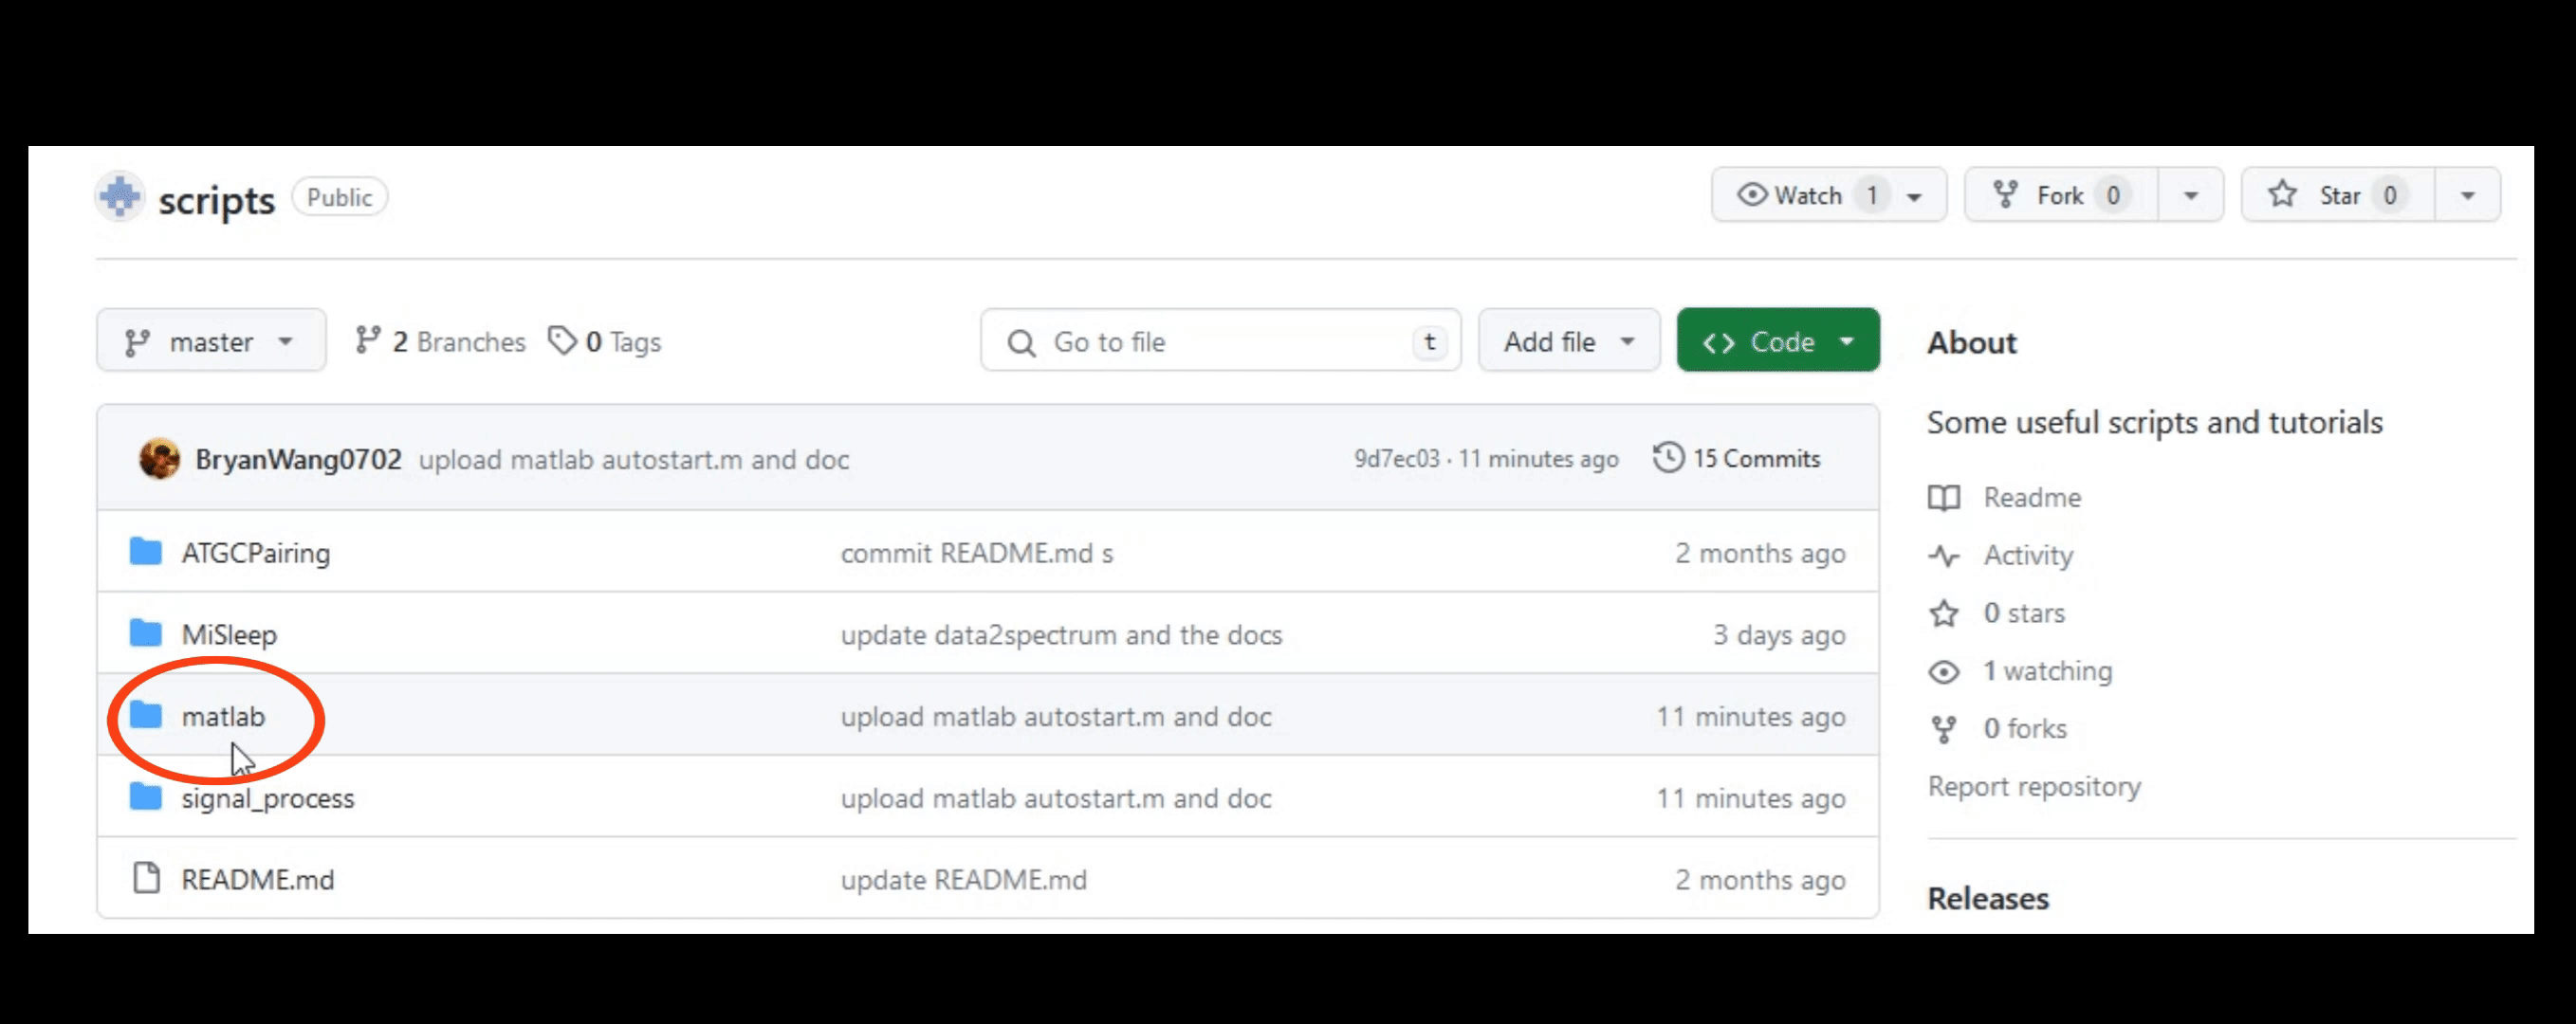 scripts Public Watch 1 Fork 0 Star 0
master 2 Branches 0 Tags Go to file t Add file Code
BryanWang0702 upload matlab autostart.m and doc 9d7ec03 · 11 minutes ago 15 Commits
ATGCPairing commit README.md s 2 months ago
MiSleep update data2spectrum and the docs 3 days ago
matlab upload matlab autostart.m and doc 11 minutes ago
signal_process upload matlab autostart.m and doc 11 minutes ago
README.md update README.md 2 months ago
About
Some useful scripts and tutorials
Readme
Activity
0 stars
1 watching
0 forks
Report repository
Releases